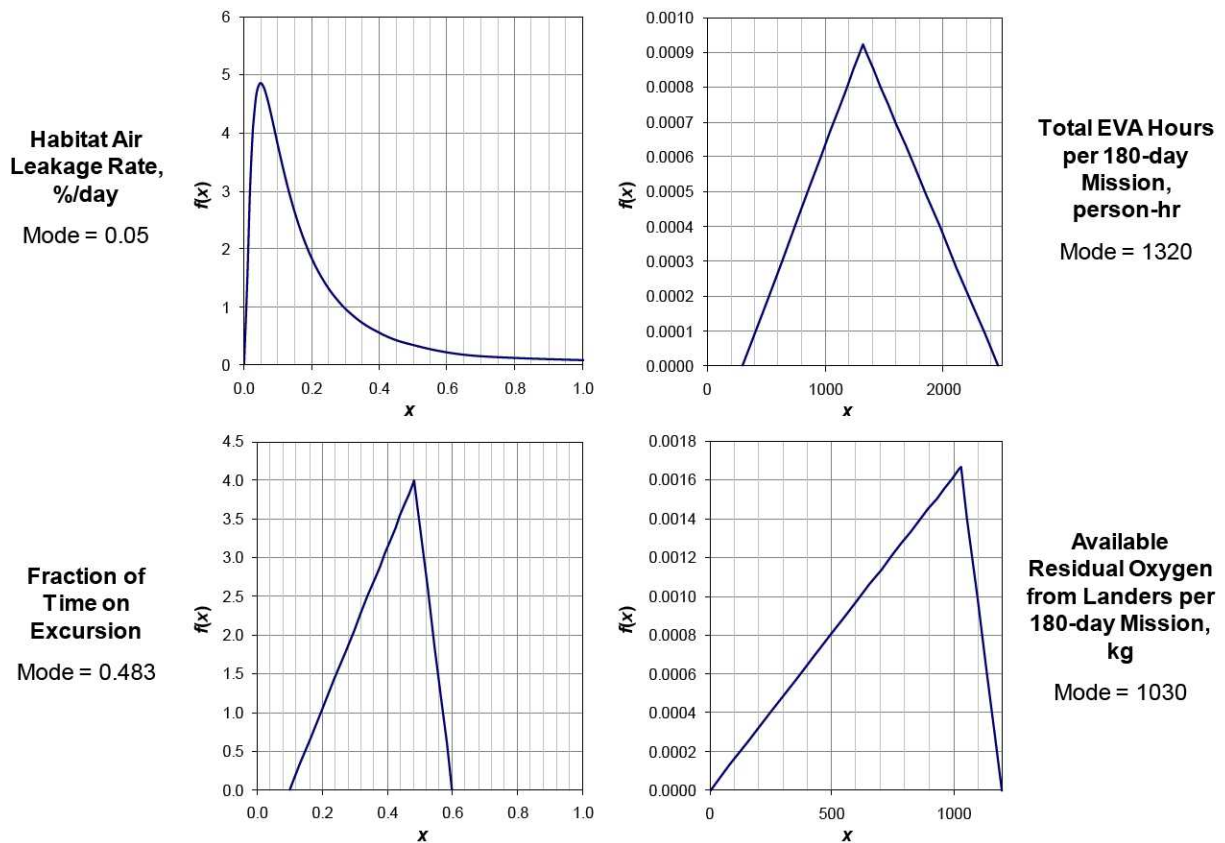 Habitat Air
Leakage Rate,
%/day
Mode = 0.05
6
5
4
3
2
1
0
f(x)
0.0 0.2 0.4 0.6 0.8 1.0
x
0.0010
0.0009
0.0008
0.0007
0.0006
0.0005
0.0004
0.0003
0.0002
0.0001
0.0000
f(x)
0 1000 2000
x
Total EVA Hours
per 180-day
Mission,
person-hr
Mode = 1320
Fraction of
Time on
Excursion
Mode = 0.483
4.5
4.0
3.5
3.0
2.5
2.0
1.5
1.0
0.5
0.0
f(x)
0.0 0.2 0.4 0.6 0.8 1.0
x
0.0018
0.0016
0.0014
0.0012
0.0010
0.0008
0.0006
0.0004
0.0002
0.0000
f(x)
0 500 1000
x
Available
Residual Oxygen
from Landers per
180-day Mission,
kg
Mode = 1030